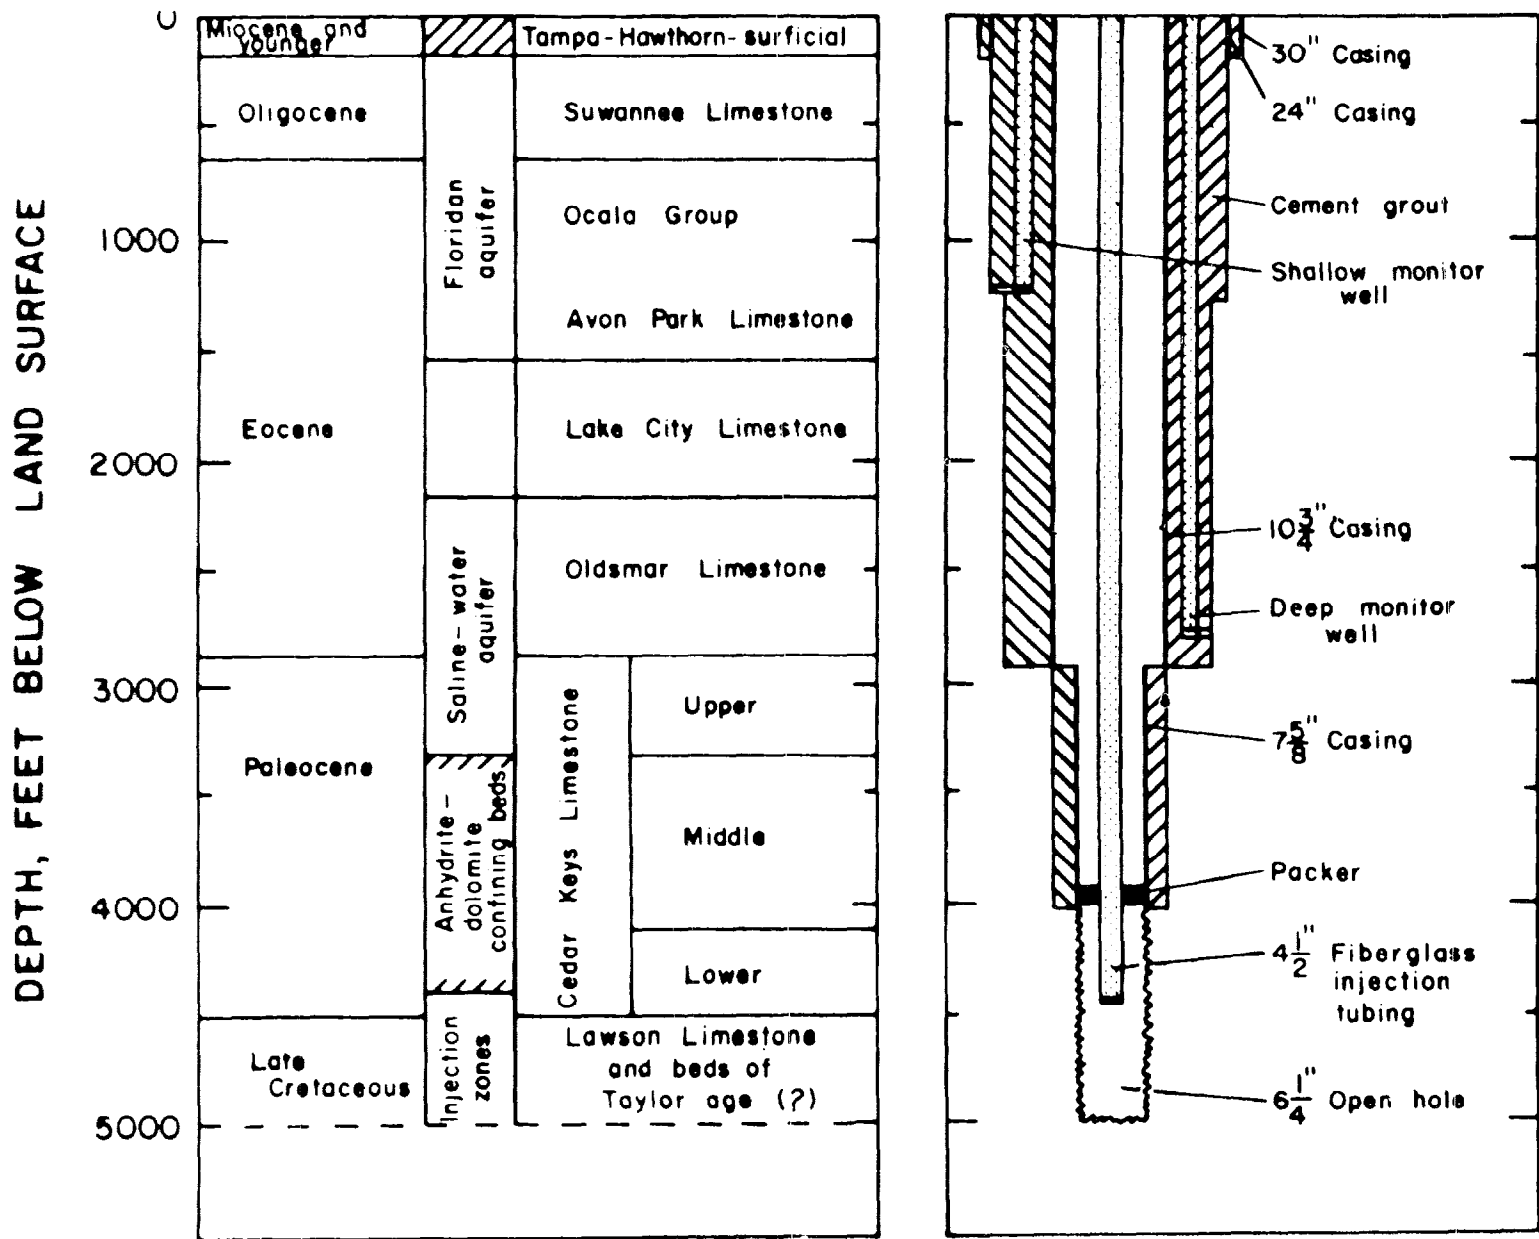 DEPTH, FEET BELOW LAND SURFACE
0
1000
2000
3000
4000
5000
Miocene and
younger
Oligocene
Eocene
Paleocene
Late
Cretaceous
Floridan
aquifer
Saline-water
aquifer
Anhydrite-
dolomite
confining beds
Injection
zones
Tampa-Hawthorn-surficial
Suwannee Limestone
Ocala Group
Avon Park Limestone
Lake City Limestone
Oldsmar Limestone
Cedar Keys Limestone
Upper
Middle
Lower
Lawson Limestone
and beds of
Taylor age (?)
30" Casing
24" Casing
Cement grout
Shallow monitor
well
10 3/4" Casing
Deep monitor
well
7 5/8" Casing
Packer
4 1/2" Fiberglass
injection
tubing
6 1/4" Open hole